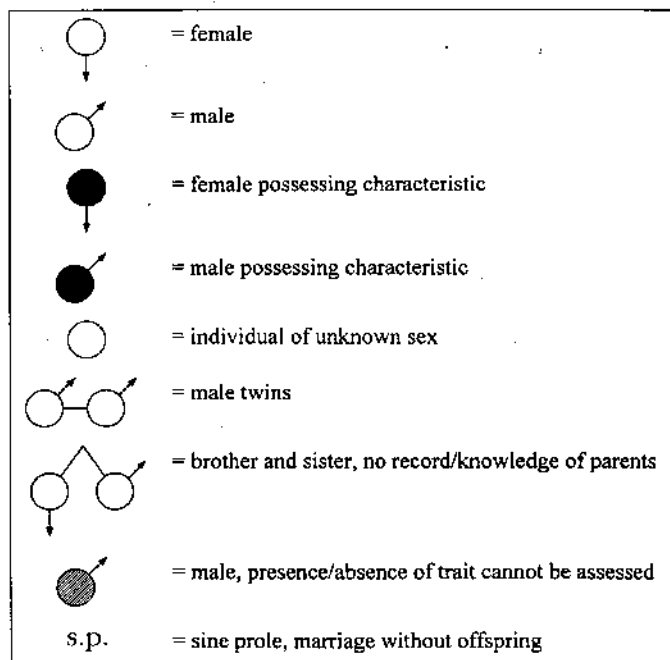 = female
= male
= female possessing characteristic
= male possessing characteristic
= individual of unknown sex
= male twins
= brother and sister, no record/knowledge of parents
= male, presence/absence of trait cannot be assessed
s.p. = sine prole, marriage without offspring